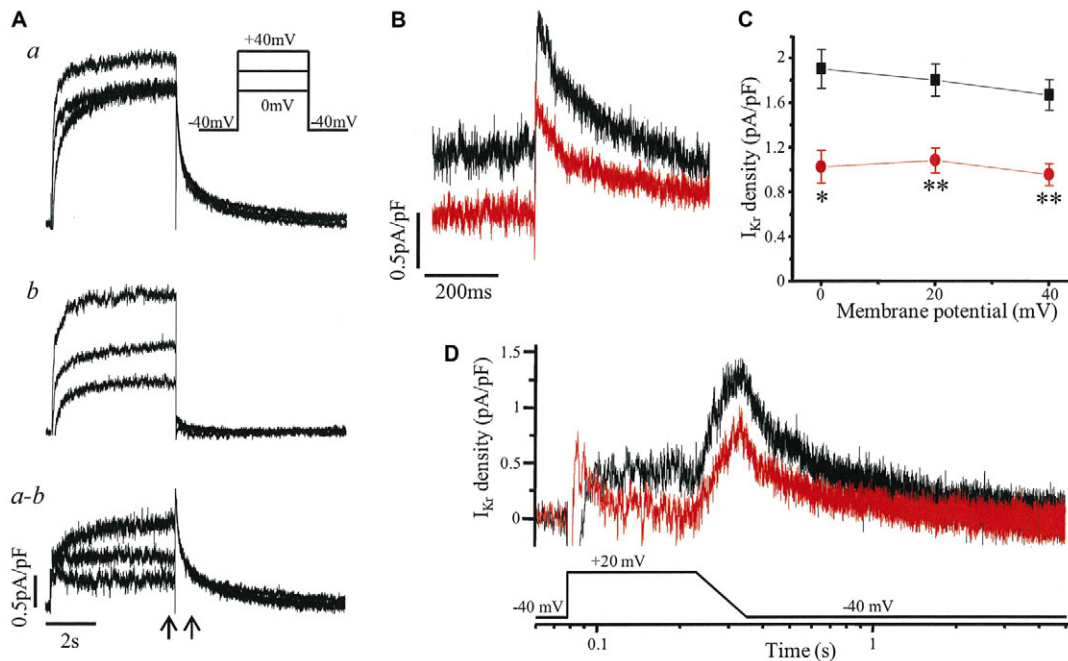 A
a
+40mV
0mV
-40mV
-40mV
b
a-b
0.5pA/pF
2s
B
0.5pA/pF
200ms
C
I_Kr density (pA/pF)
2
1.6
1.2
0.8
0.4
0
* ** **
0 20 40
Membrane potential (mV)
D
I_Kr density (pA/pF)
1.5
1
0.5
0
+20 mV
-40 mV
-40 mV
0.1 1
Time (s)